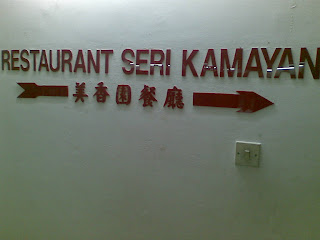 RESTAURANT SERI KAMAYAN
美香園餐廳